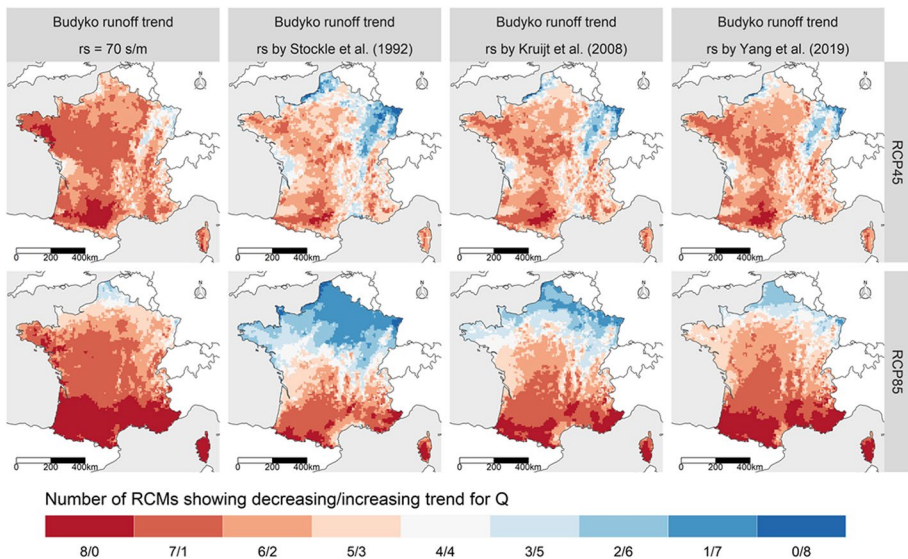 Budyko runoff trend
rs = 70 s/m
Budyko runoff trend
rs by Stockle et al. (1992)
Budyko runoff trend
rs by Kruijt et al. (2008)
Budyko runoff trend
rs by Yang et al. (2019)
N
N
N
N
0 200 400km
0 200 400km
0 200 400km
0 200 400km
RCP45
N
N
N
N
0 200 400km
0 200 400km
0 200 400km
0 200 400km
RCP85
Number of RCMs showing decreasing/increasing trend for Q
8/0 7/1 6/2 5/3 4/4 3/5 2/6 1/7 0/8